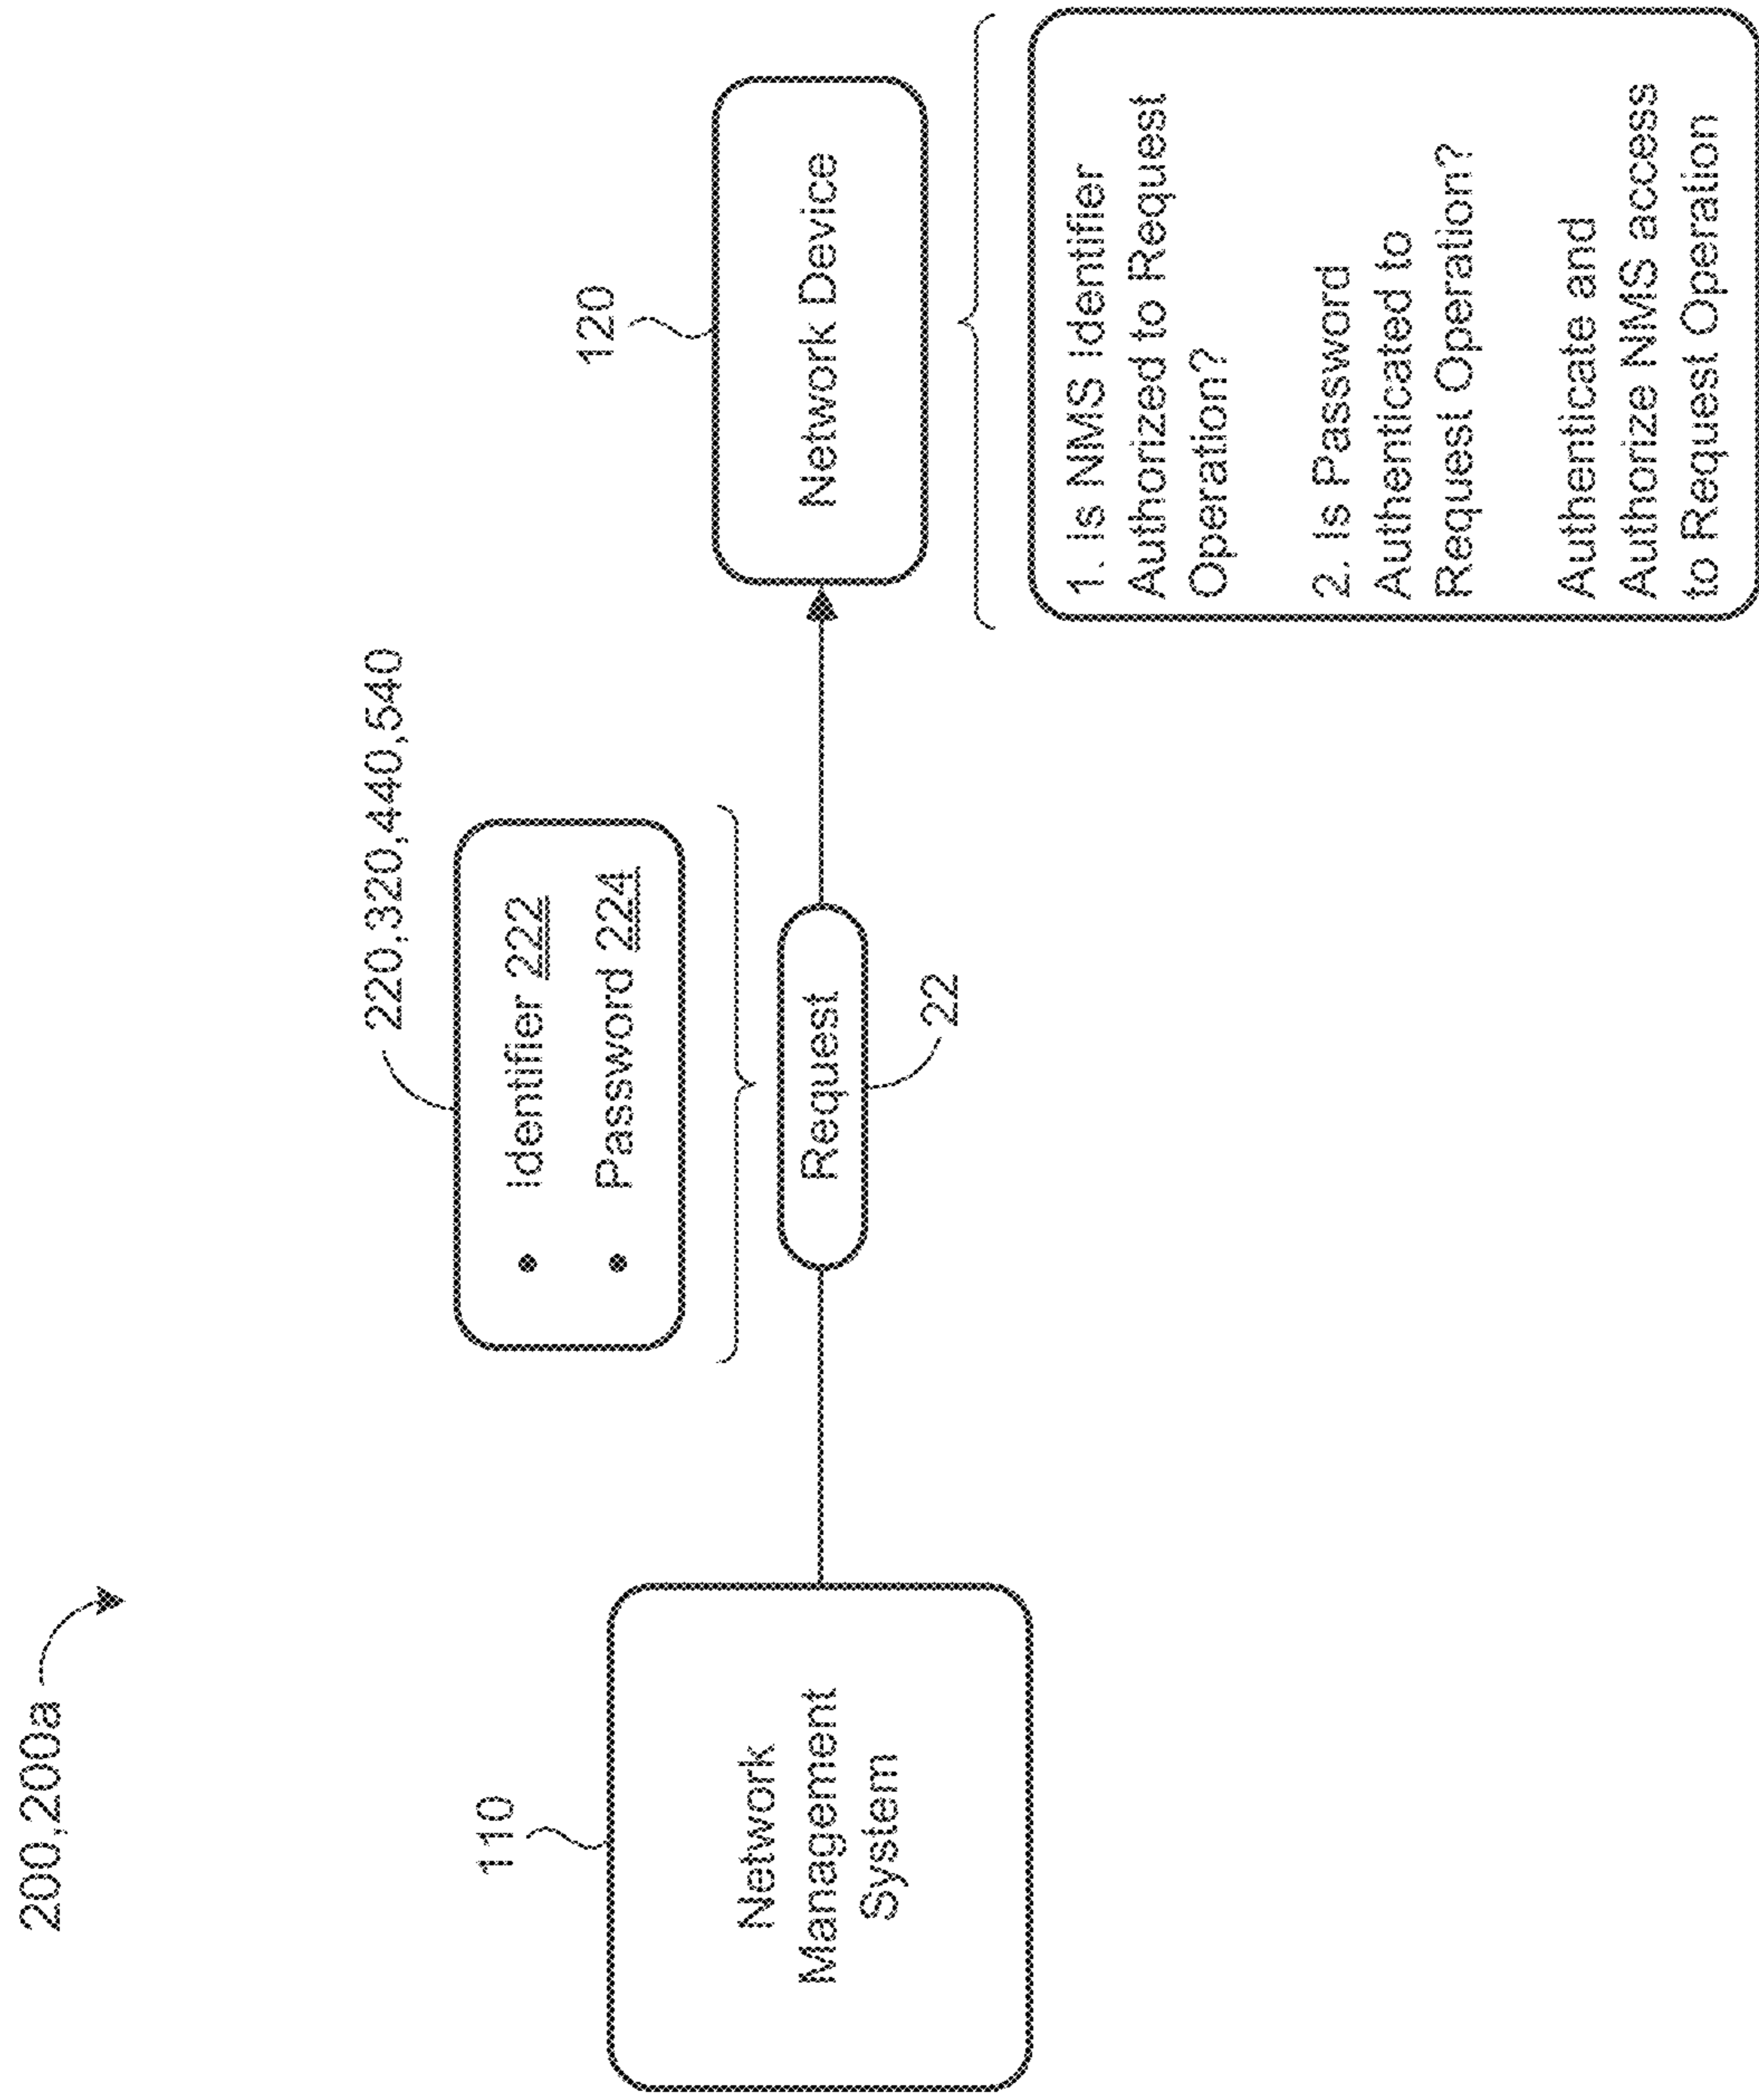 200,200a
220,320,440,540
Identifier 222
Password 224
110
Network
Management
System
Request
22
120
Network Device
1. Is NMS Identifier
Authorized to Request
Operation?
2. Is Password
Authenticated to
Request Operation?
Authenticate and
Authorize NMS access
to Request Operation